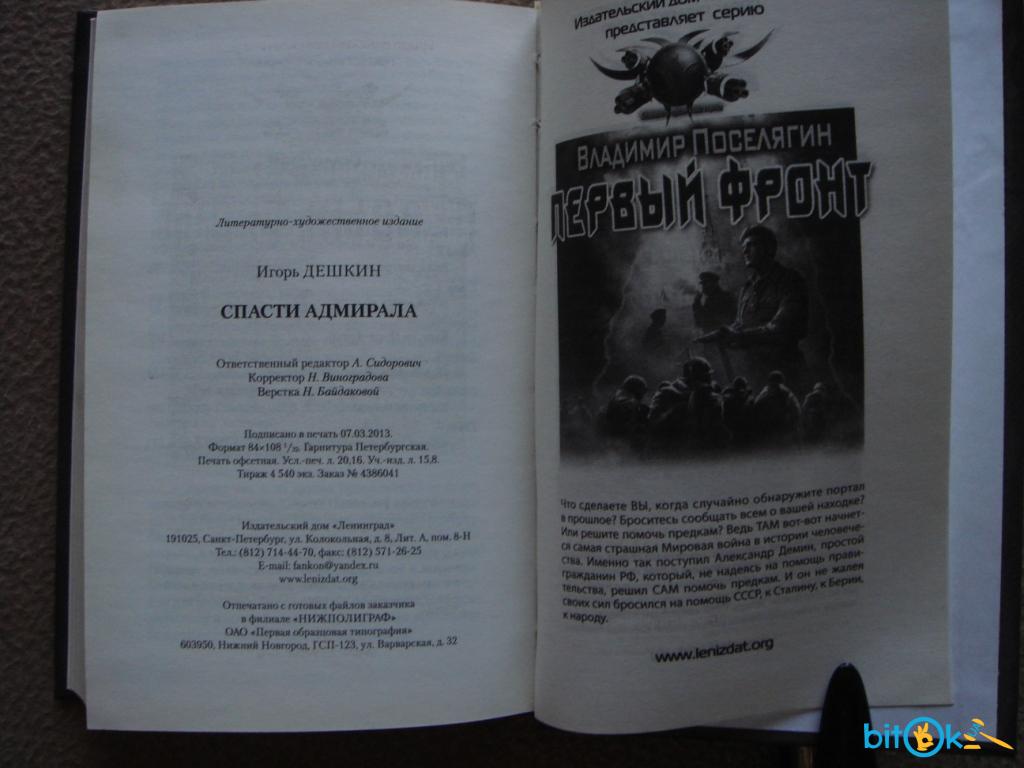 Литературно-художественное издание
Игорь ДЕШКИН
СПАСТИ АДМИРАЛА
Ответственный редактор А. Сидорович
Корректор Н. Виноградова
Верстка Н. Байдаковой
Подписано в печать 07.03.2013.
Формат 84×108 1/32. Гарнитура Петербургская.
Печать офсетная. Усл.-печ. л. 20,16. Уч.-изд. л. 15,8.
Тираж 4 540 экз. Заказ № 4386041
Издательский дом «Ленинград»
191025, Санкт-Петербург, ул. Колокольная, д. 8, Лит. А, пом. 8-Н
Тел.: (812) 714-44-70, факс: (812) 571-26-25
E-mail: fankon@yandex.ru
www.lenizdat.org
Отпечатано с готовых файлов заказчика
в филиале «НИЖПОЛИГРАФ»
ОАО «Первая образцовая типография»
603950, Нижний Новгород, ГСП-123, ул. Варварская, д. 32
Издательский дом
представляет серию
Владимир Поселягин
ПЕРВЫЙ ФРОНТ
Что сделаете ВЫ, когда случайно обнаружите портал
в прошлое? Броситесь сообщать всем о вашей находке?
Или решите помочь предкам? Ведь ТАМ вот-вот начнет-
ся самая страшная Мировая война в истории человече-
ства. Именно так поступил Александр Демин, простой
гражданин РФ, который, не надеясь на помощь прави-
тельства, решил САМ помочь предкам. И он не жалея
своих сил бросился на помощь СССР, к Сталину, к Берии,
к народу.
www.lenizdat.org
bitOk